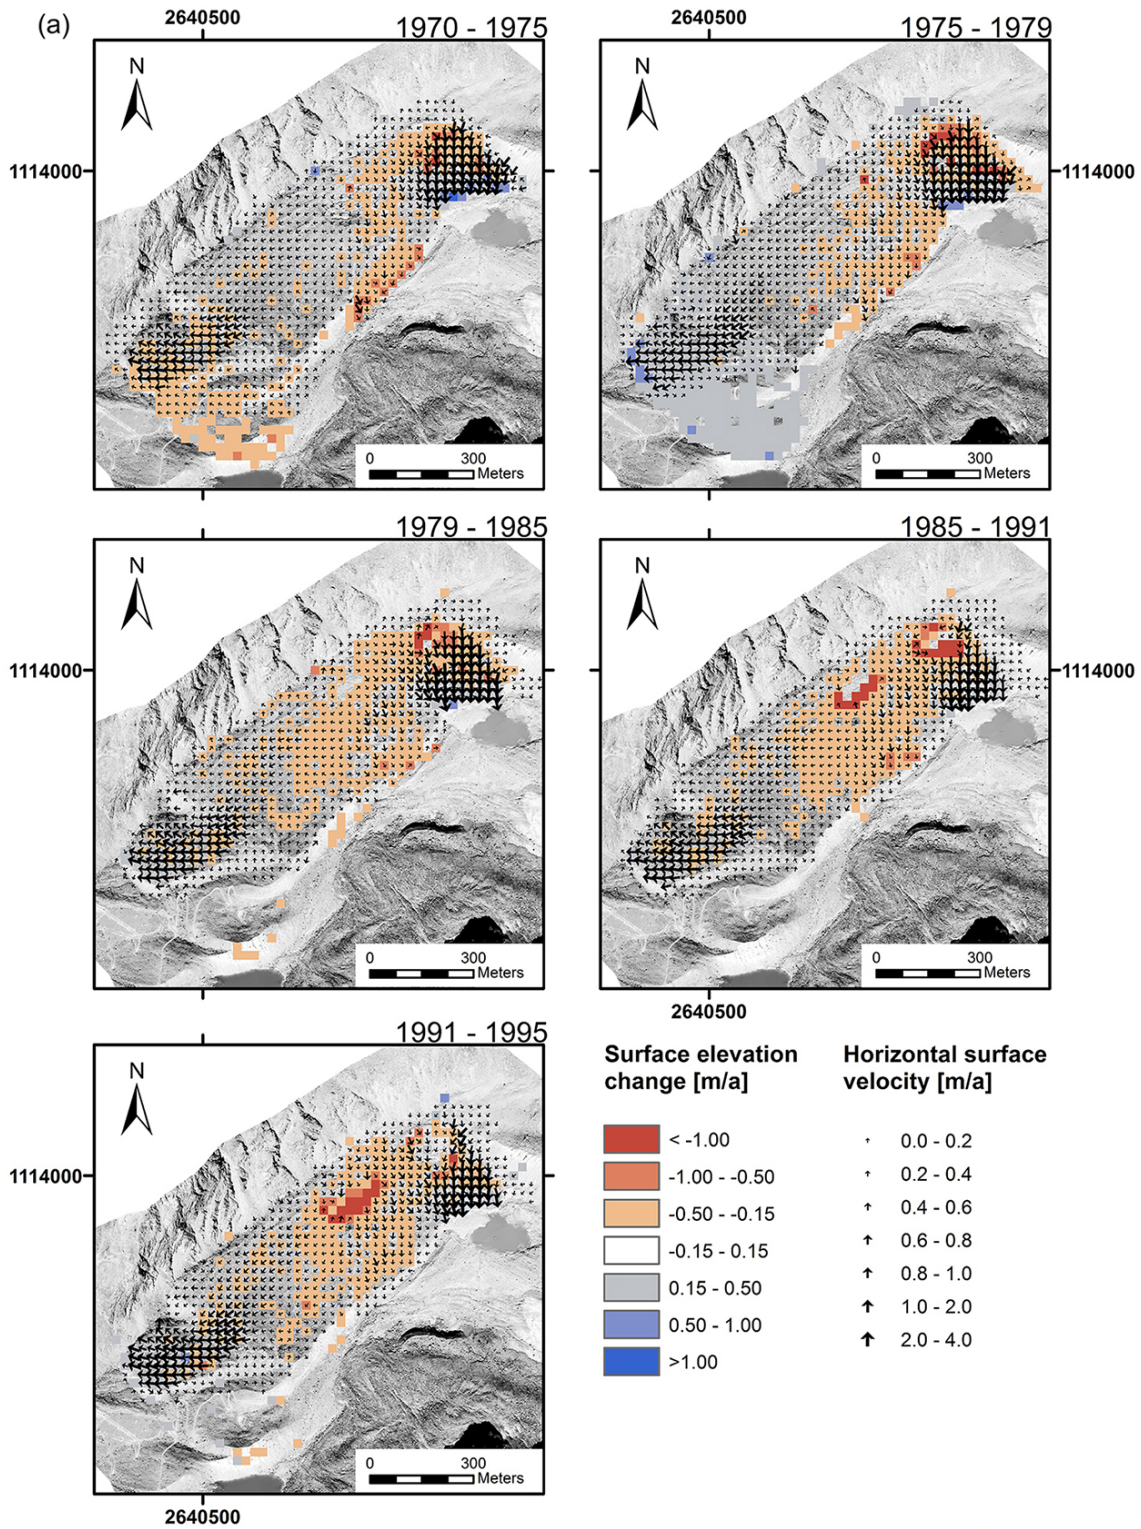 (a)
2640500
1970 - 1975
N
1114000
0 300
Meters
2640500
1975 - 1979
N
1114000
0 300
Meters
1979 - 1985
N
1114000
0 300
Meters
1985 - 1991
N
1114000
0 300
Meters
2640500
1991 - 1995
N
1114000
0 300
Meters
2640500
Surface elevation
change [m/a]
< -1.00
-1.00 - -0.50
-0.50 - -0.15
-0.15 - 0.15
0.15 - 0.50
0.50 - 1.00
>1.00
Horizontal surface
velocity [m/a]
0.0 - 0.2
0.2 - 0.4
0.4 - 0.6
0.6 - 0.8
0.8 - 1.0
1.0 - 2.0
2.0 - 4.0